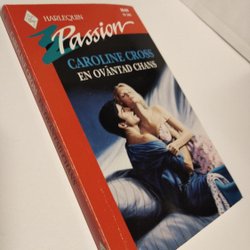 HARLEQUIN
Passion
CAROLINE CROSS
EN OVÄNTAD CHANS